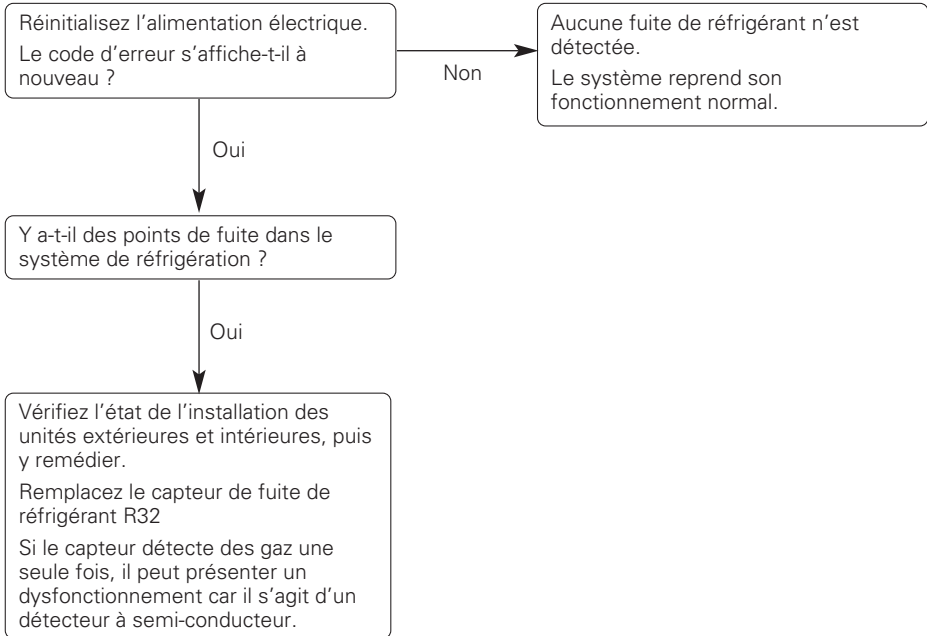 Réinitialisez l’alimentation électrique.
Le code d’erreur s’affiche-t-il à
nouveau ?
Non
Aucune fuite de réfrigérant n’est
détectée.
Le système reprend son
fonctionnement normal.
Oui
Y a-t-il des points de fuite dans le
système de réfrigération ?
Oui
Vérifiez l’état de l’installation des
unités extérieures et intérieures, puis
y remédier.
Remplacez le capteur de fuite de
réfrigérant R32
Si le capteur détecte des gaz une
seule fois, il peut présenter un
dysfonctionnement car il s’agit d’un
détecteur à semi-conducteur.